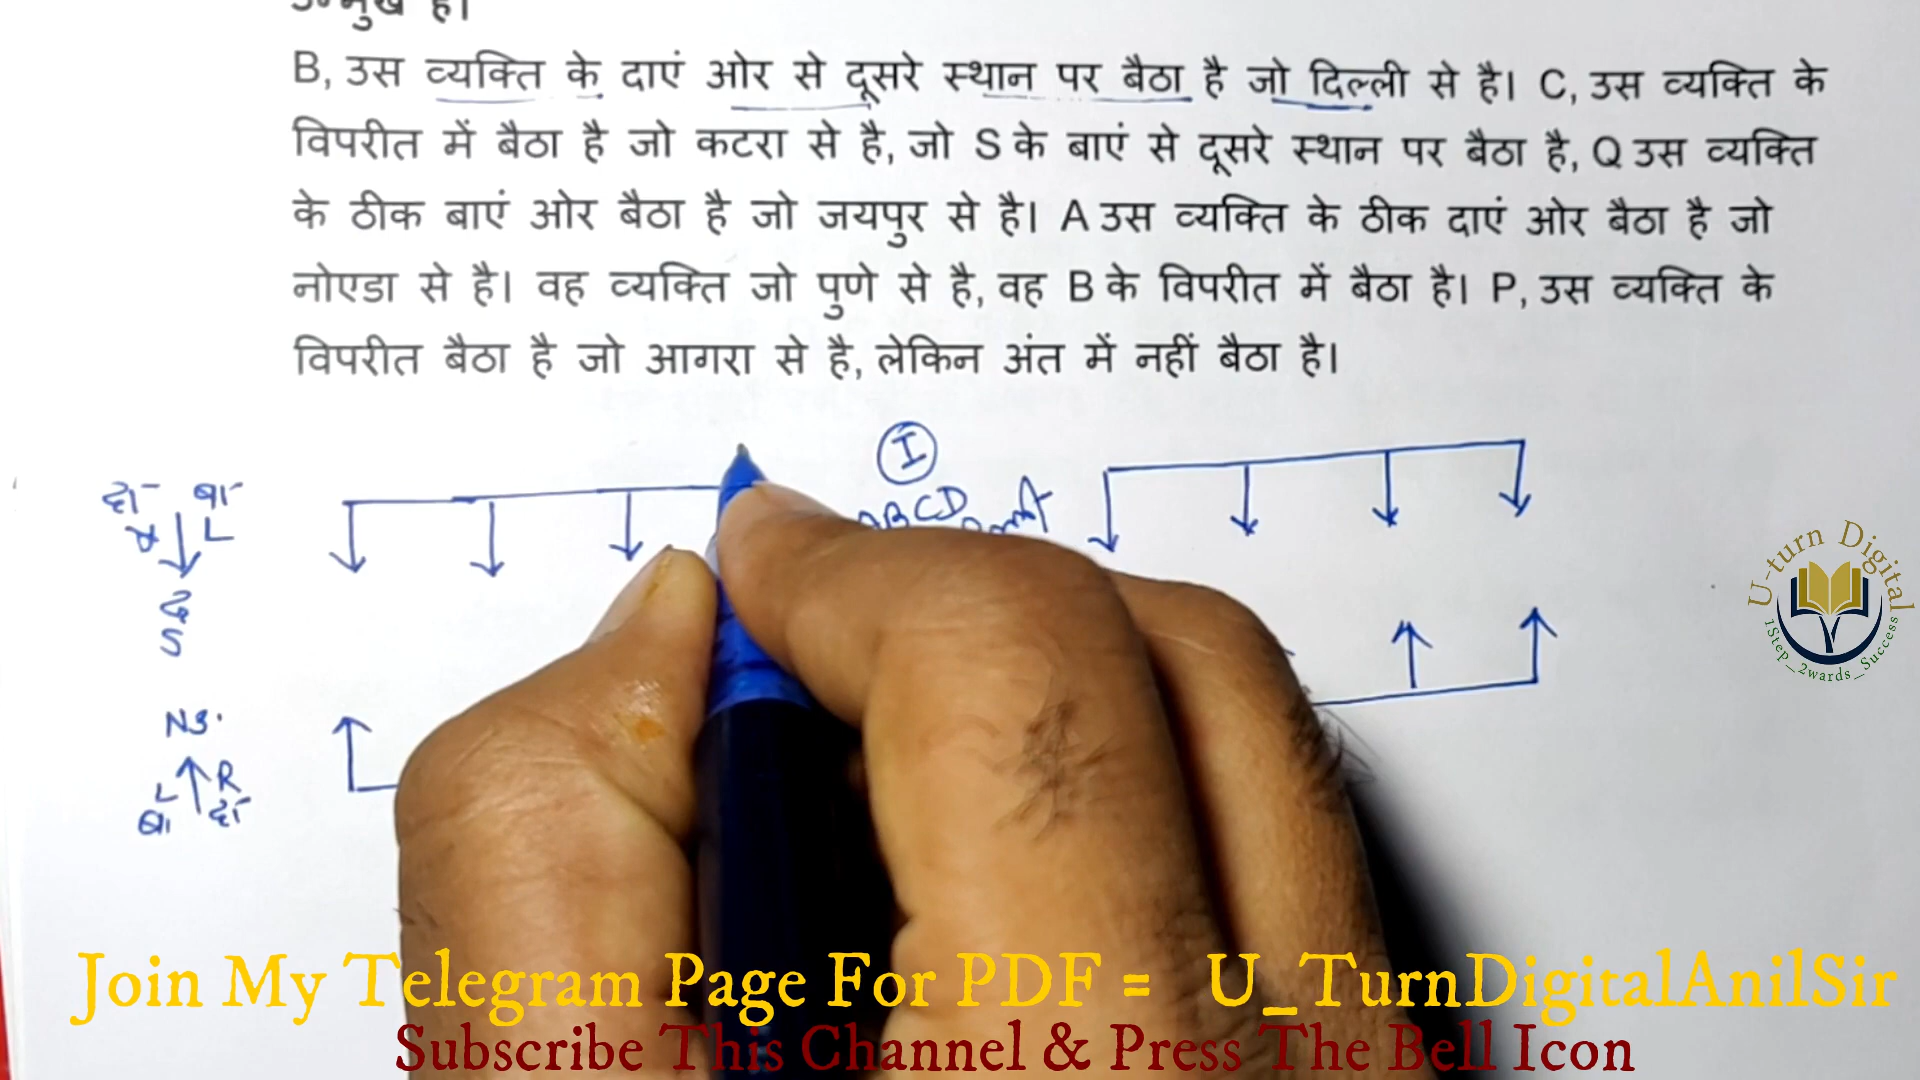 उन्मुख है।
B, उस व्यक्ति के दाएं ओर से दूसरे स्थान पर बैठा है जो दिल्ली से है। C, उस व्यक्ति के
विपरीत में बैठा है जो कटरा से है, जो S के बाएं से दूसरे स्थान पर बैठा है, Q उस व्यक्ति
के ठीक बाएं ओर बैठा है जो जयपुर से है। A उस व्यक्ति के ठीक दाएं ओर बैठा है जो
नोएडा से है। वह व्यक्ति जो पुणे से है, वह B के विपरीत में बैठा है। P, उस व्यक्ति के
विपरीत बैठा है जो आगरा से है, लेकिन अंत में नहीं बैठा है।
I
दा बा
R L
ABCD
द
S
L R
बा दा
U-turn Digital
1Step_2wards_Success
Join My Telegram Page For PDF = U_TurnDigitalAnilSir
Subscribe This Channel & Press The Bell Icon